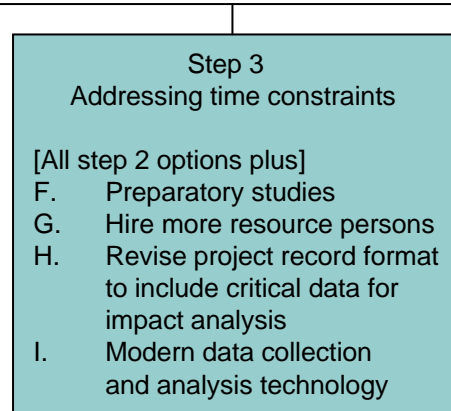 Step 3
Addressing time constraints
[All step 2 options plus]
F. Preparatory studies
G. Hire more resource persons
H. Revise project record format
to include critical data for
impact analysis
I. Modern data collection
and analysis technology